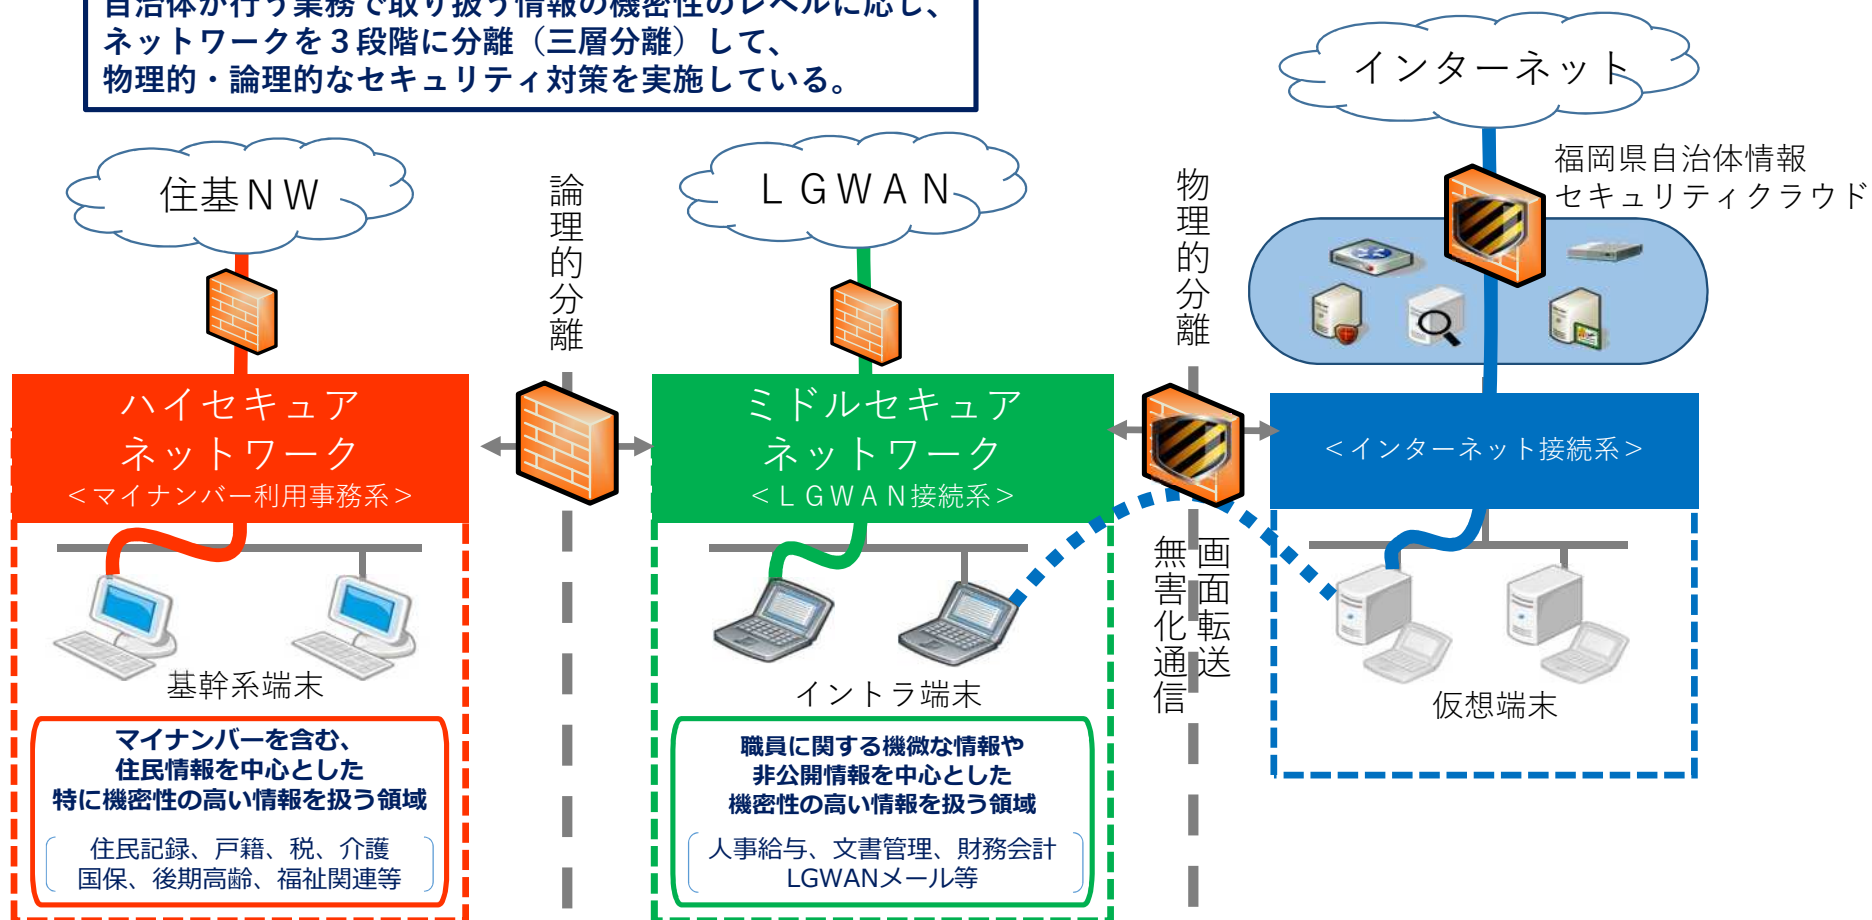 自治体が行う業務で取り扱う情報の機密性のレベルに応じ、
ネットワークを３段階に分離（三層分離）して、
物理的・論理的なセキュリティ対策を実施している。
インターネット
福岡県自治体情報
セキュリティクラウド
住基ＮＷ
論理的分離
ＬＧＷＡＮ
物理的分離
ハイセキュア
ネットワーク
＜マイナンバー利用事務系＞
ミドルセキュア
ネットワーク
＜ＬＧＷＡＮ接続系＞
＜インターネット接続系＞
画面転送
無害化通信
基幹系端末
イントラ端末
仮想端末
マイナンバーを含む、
住民情報を中心とした
特に機密性の高い情報を扱う領域
住民記録、戸籍、税、介護
国保、後期高齢、福祉関連等
職員に関する機微な情報や
非公開情報を中心とした
機密性の高い情報を扱う領域
人事給与、文書管理、財務会計
LGWANメール等